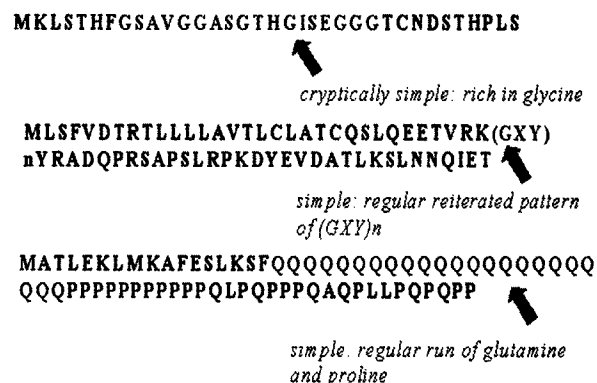 MKLSTHFGSAVGGASGTHGISEGGGTCNDSTHPLS
cryptically simple: rich in glycine
MLSFVDTRTLLLLAVTLCLATCQSLQEETVRK(GXY)
nYRADQPRSAPSLRPKDYEVDATLKSLNNQIET
simple: regular reiterated pattern
of (GXY)n
MATLEKLMKAFESLKSFQQQQQQQQQQQQQQQQQQQQ
QQQPPPPPPPPPPPQLPQPPPQAQPLLPQPQPP
simple. regular run of glutamine
and proline